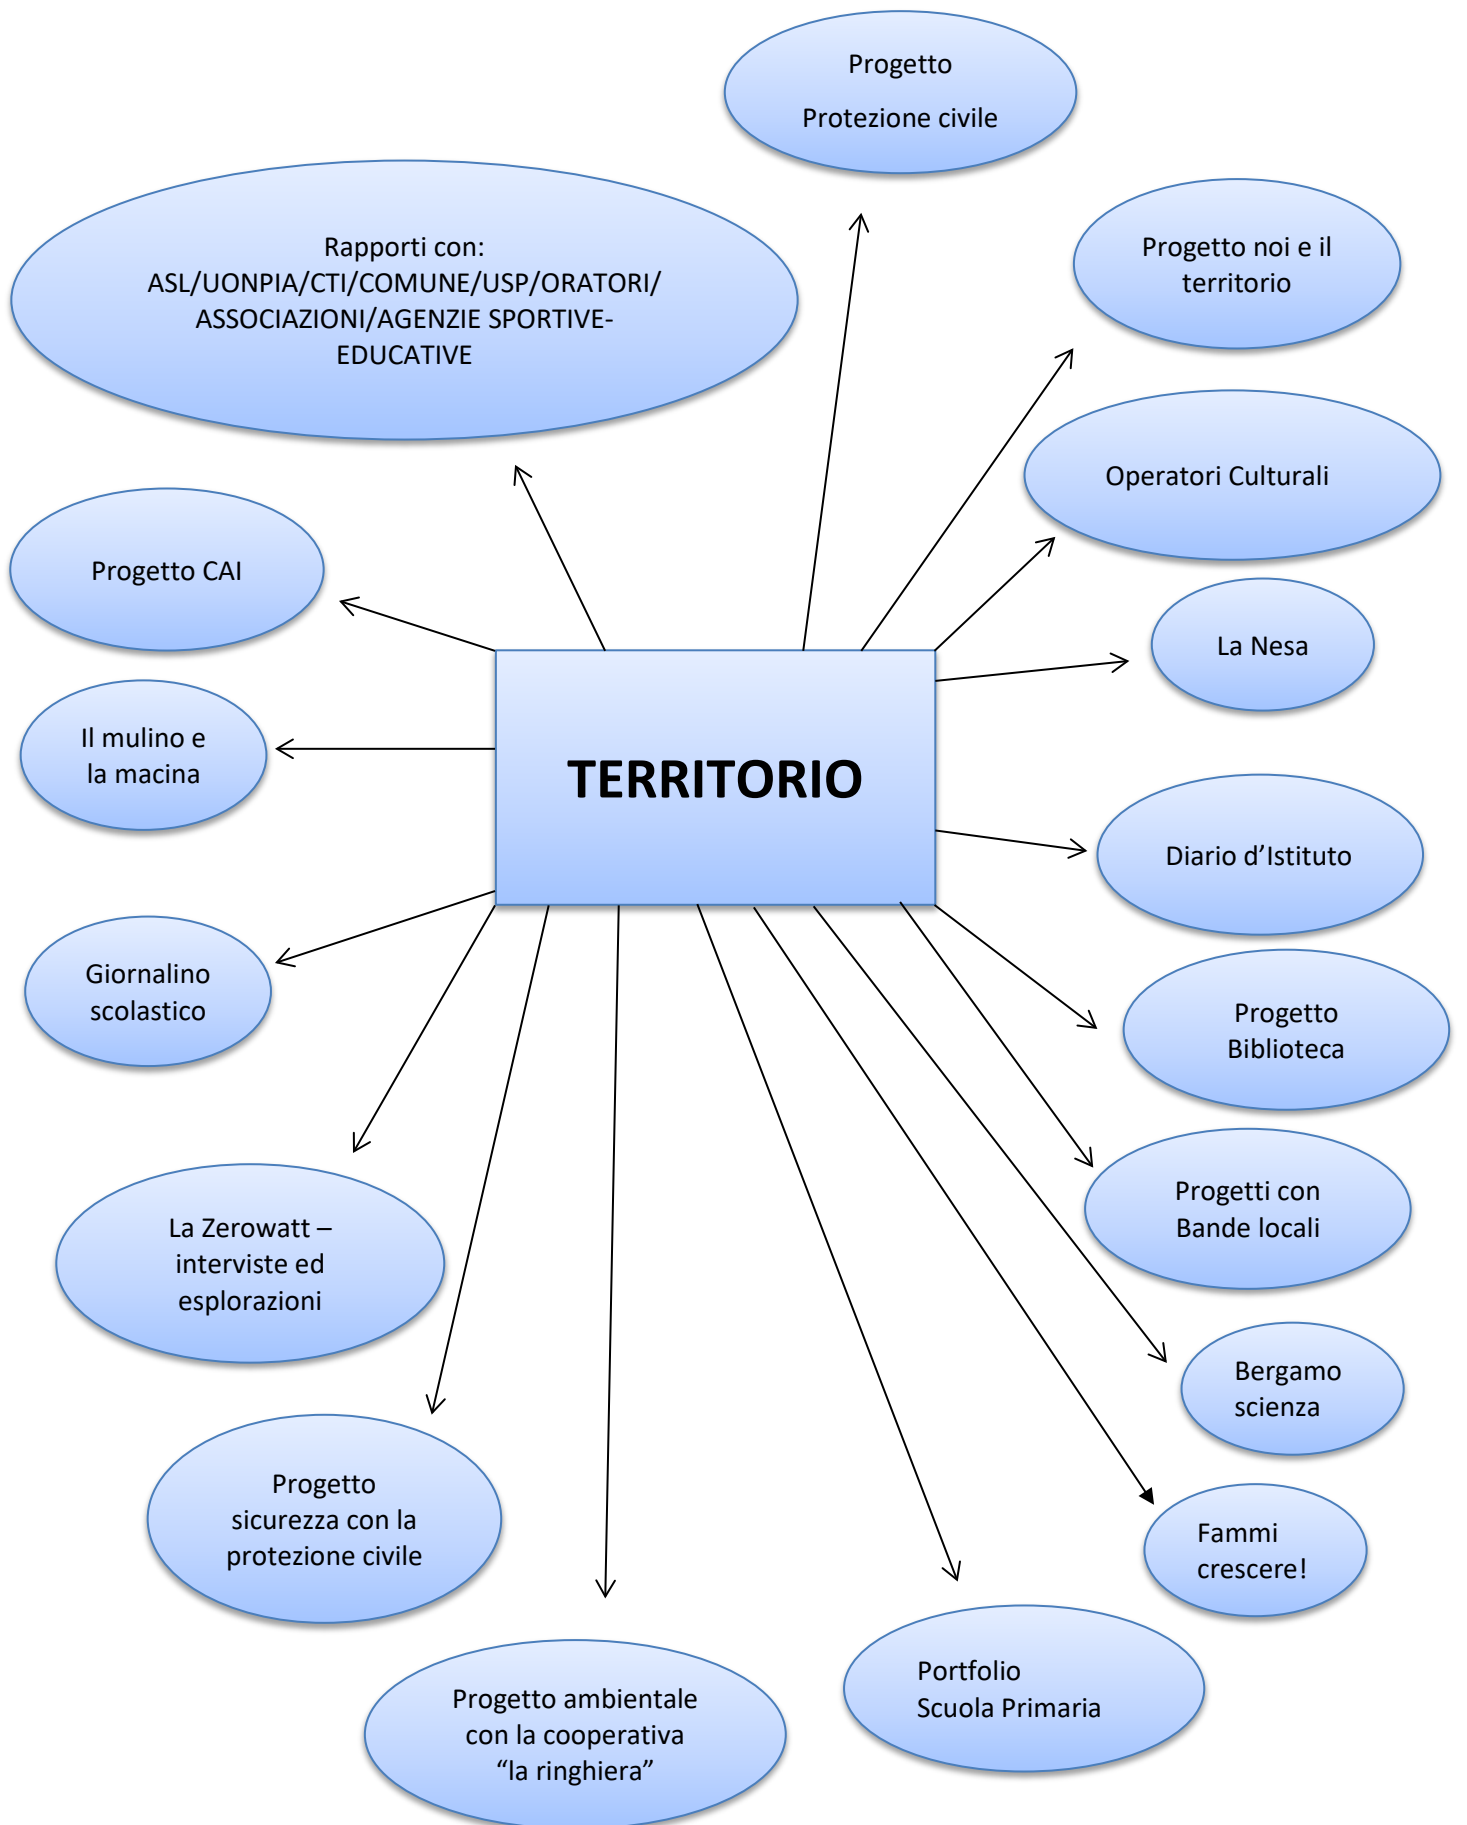 Progetto
Protezione civile
Rapporti con:
ASL/UONPIA/CTI/COMUNE/USP/ORATORI/
ASSOCIAZIONI/AGENZIE SPORTIVE-
EDUCATIVE
Progetto noi e il
territorio
Operatori Culturali
Progetto CAI
La Nesa
Il mulino e
la macina
TERRITORIO
Diario d’Istituto
Giornalino
scolastico
Progetto
Biblioteca
La Zerowatt –
interviste ed
esplorazioni
Progetti con
Bande locali
Bergamo
scienza
Progetto
sicurezza con la
protezione civile
Fammi
crescere!
Portfolio
Scuola Primaria
Progetto ambientale
con la cooperativa
“la ringhiera”